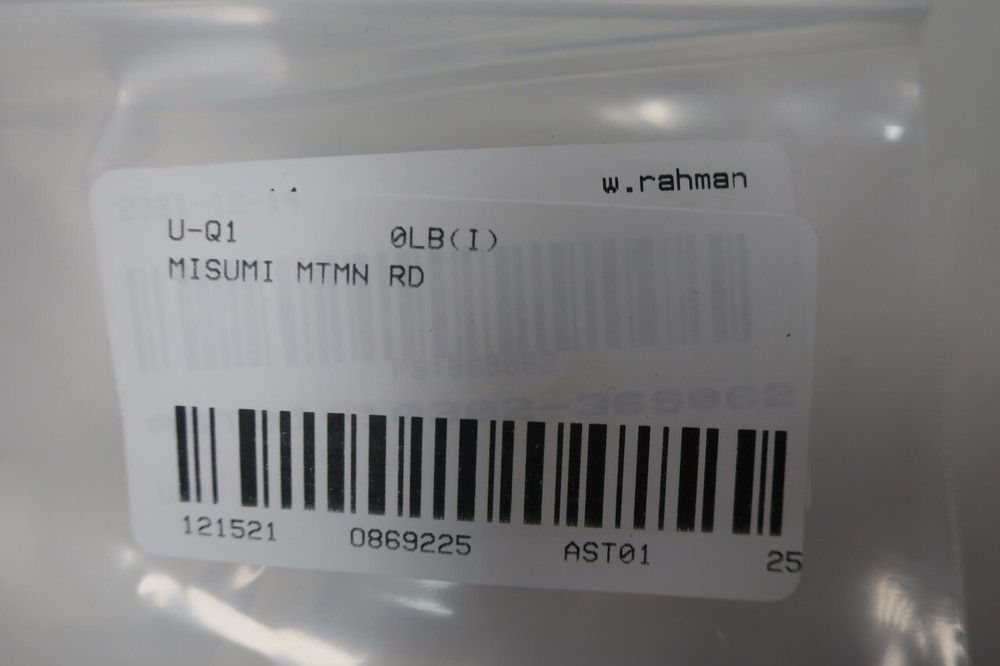 w.rahman
U-Q1 0LB(I)
MISUMI MTMN RD
121521 0869225 AST01 25